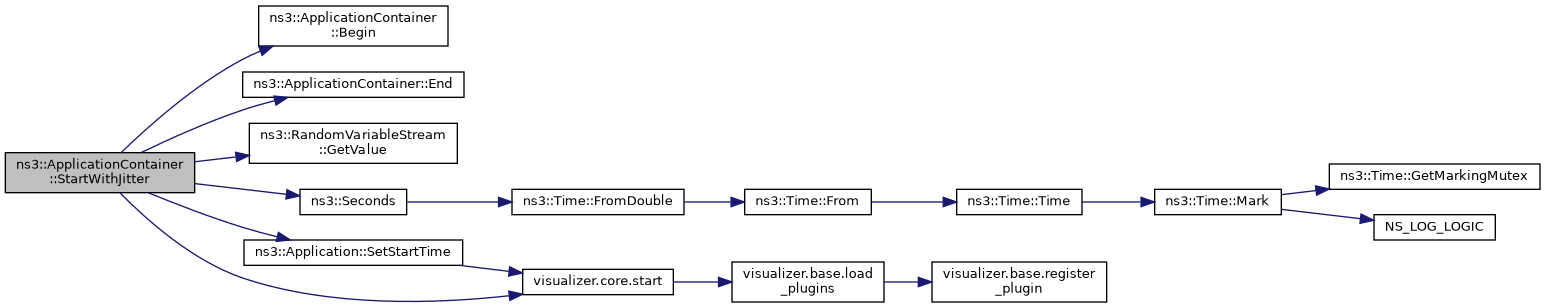 ns3::ApplicationContainer
::StartWithJitter
ns3::ApplicationContainer
::Begin
ns3::ApplicationContainer::End
ns3::RandomVariableStream
::GetValue
ns3::Seconds
ns3::Time::FromDouble
ns3::Time::From
ns3::Time::Time
ns3::Time::Mark
ns3::Time::GetMarkingMutex
NS_LOG_LOGIC
ns3::Application::SetStartTime
visualizer.core.start
visualizer.base.load
_plugins
visualizer.base.register
_plugin